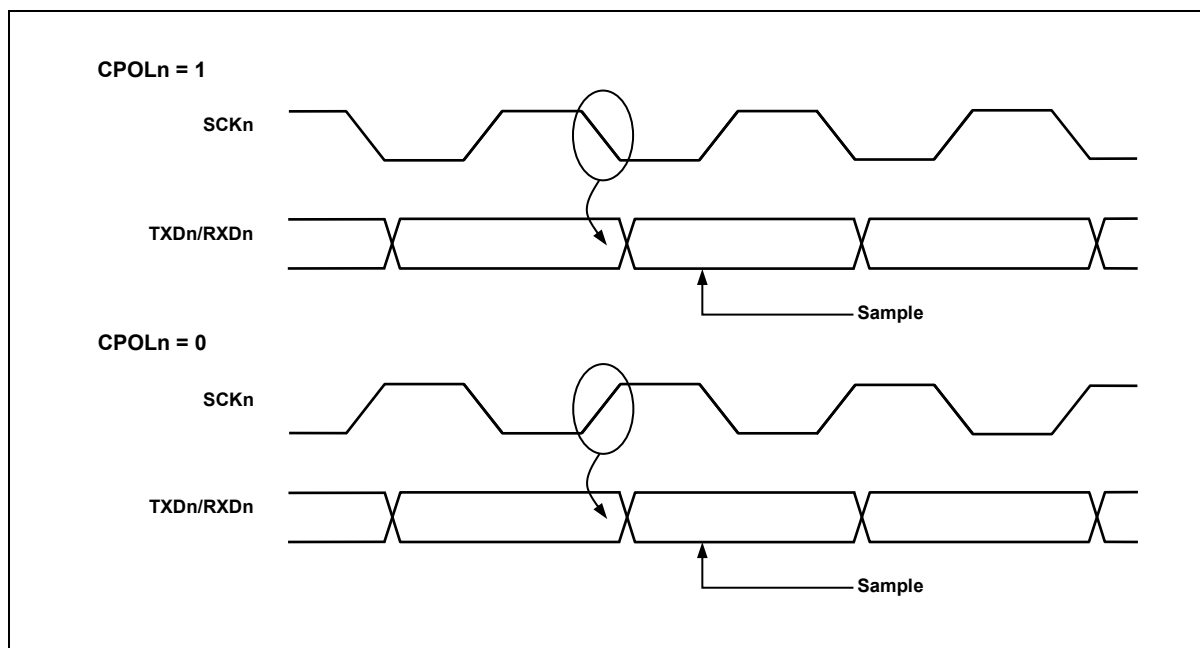 CPOLn = 1
SCKn
TXDn/RXDn
Sample
CPOLn = 0
SCKn
TXDn/RXDn
Sample